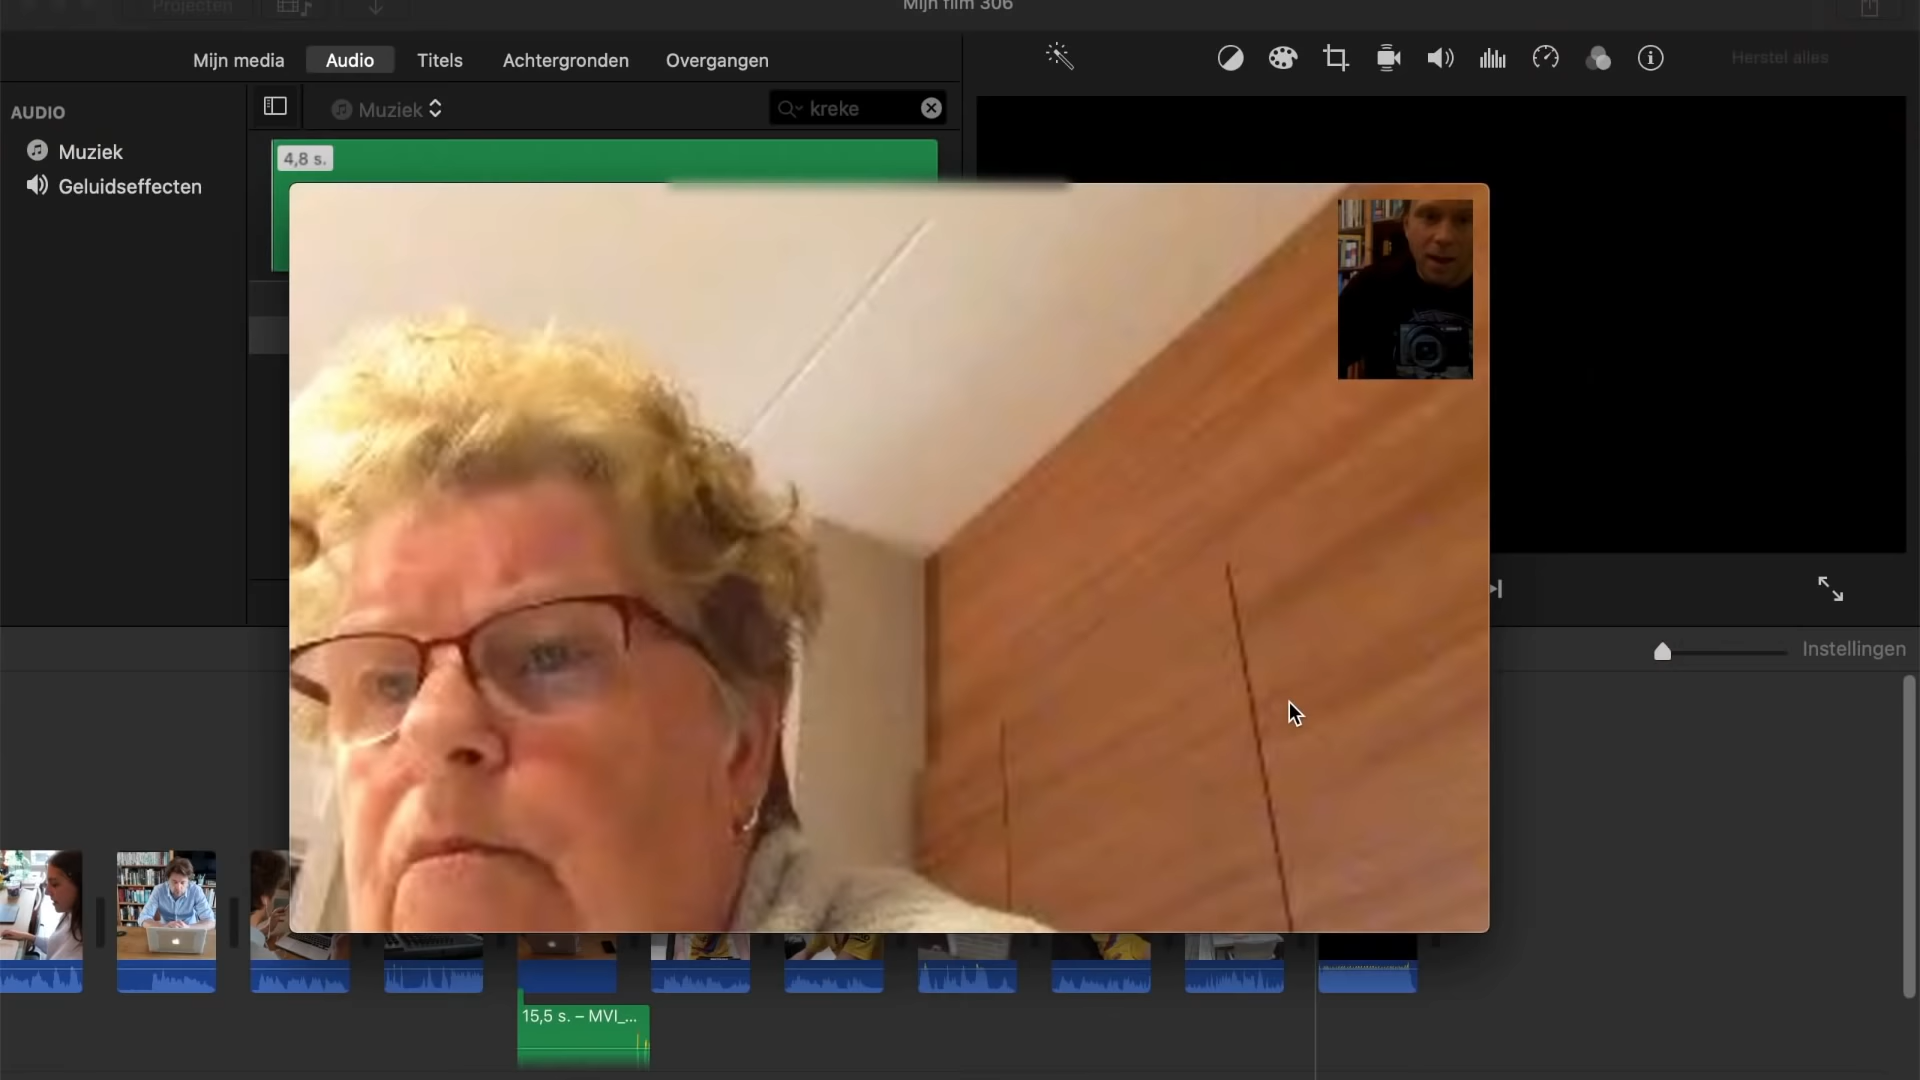 Projecten
Mijn film 306
Mijn media
Audio
Titels
Achtergronden
Overgangen
Herstel alles
AUDIO
Muziek
kreke
Muziek
4,8 s.
Geluidseffecten
Instellingen
15,5 s. – MVI_...